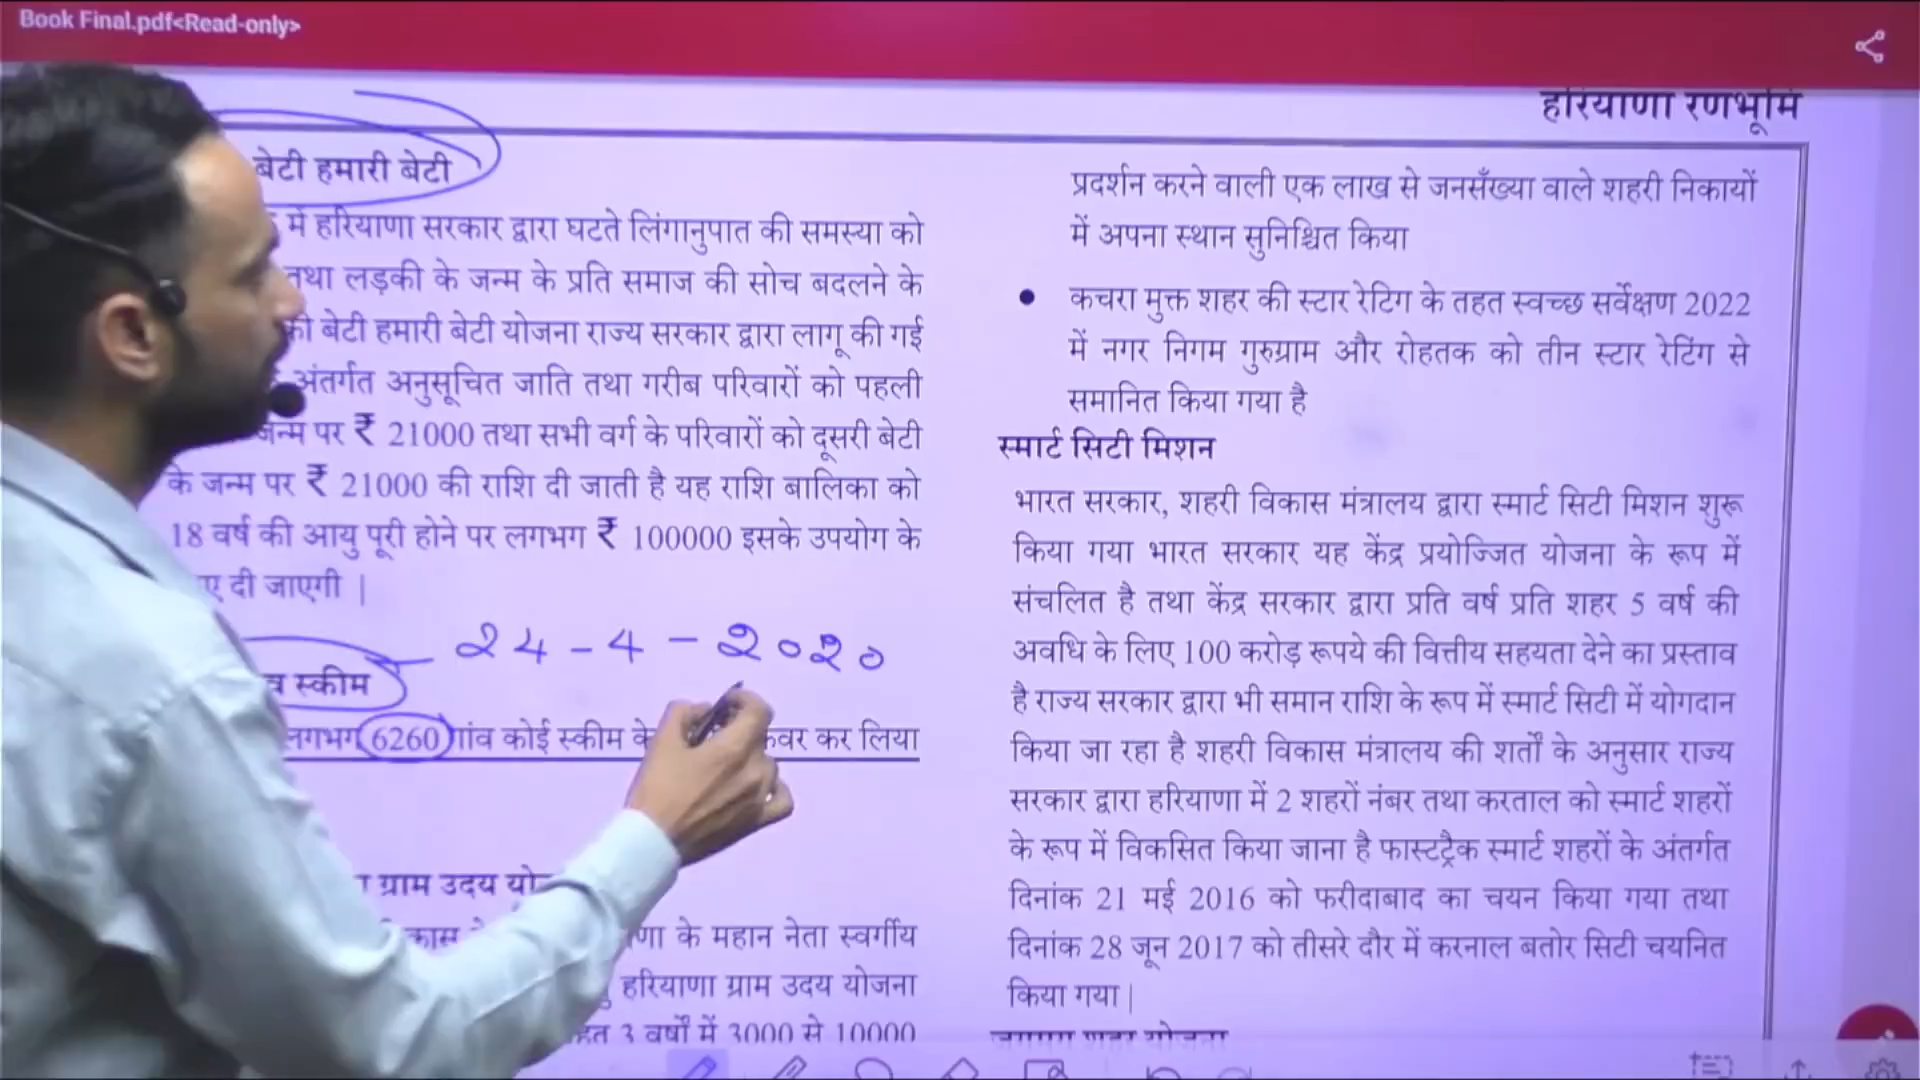 Book Final.pdf<Read-only>
हरियाणा रणभूमि
बेटी हमारी बेटी
में हरियाणा सरकार द्वारा घटते लिंगानुपात की समस्या को
तथा लड़की के जन्म के प्रति समाज की सोच बदलने के
बेटी हमारी बेटी योजना राज्य सरकार द्वारा लागू की गई
अंतर्गत अनुसूचित जाति तथा गरीब परिवारों को पहली
जन्म पर ₹ 21000 तथा सभी वर्ग के परिवारों को दूसरी बेटी
के जन्म पर ₹ 21000 की राशि दी जाती है यह राशि बालिका को
18 वर्ष की आयु पूरी होने पर लगभग ₹ 100000 इसके उपयोग के
दी जाएगी |
24-4-2020
स्कीम
लगभग 6260 गांव कोई स्कीम के कवर कर लिया
ग्राम उदय
के महान नेता स्वर्गीय
हरियाणा ग्राम उदय योजना
3 वर्षों में 3000 से 10000
प्रदर्शन करने वाली एक लाख से जनसँख्या वाले शहरी निकायों
में अपना स्थान सुनिश्चित किया
• कचरा मुक्त शहर की स्टार रेटिग के तहत स्वच्छ सर्वेक्षण 2022
में नगर निगम गुरुग्राम और रोहतक को तीन स्टार रेटिंग से
समानित किया गया है
स्मार्ट सिटी मिशन
भारत सरकार, शहरी विकास मंत्रालय द्वारा स्मार्ट सिटी मिशन शुरू
किया गया भारत सरकार यह केंद्र प्रयोज्जित योजना के रूप में
संचलित है तथा केंद्र सरकार द्वारा प्रति वर्ष प्रति शहर 5 वर्ष की
अवधि के लिए 100 करोड़ रूपये की वित्तीय सहयता देने का प्रस्ताव
है राज्य सरकार द्वारा भी समान राशि के रूप में स्मार्ट सिटी में योगदान
किया जा रहा है शहरी विकास मंत्रालय की शर्तों के अनुसार राज्य
सरकार द्वारा हरियाणा में 2 शहरों नंबर तथा करताल को स्मार्ट शहरों
के रूप में विकसित किया जाना है फास्टट्रैक स्मार्ट शहरों के अंतर्गत
दिनांक 21 मई 2016 को फरीदाबाद का चयन किया गया तथा
दिनांक 28 जून 2017 को तीसरे दौर में करनाल बतोर सिटी चयनित
किया गया |